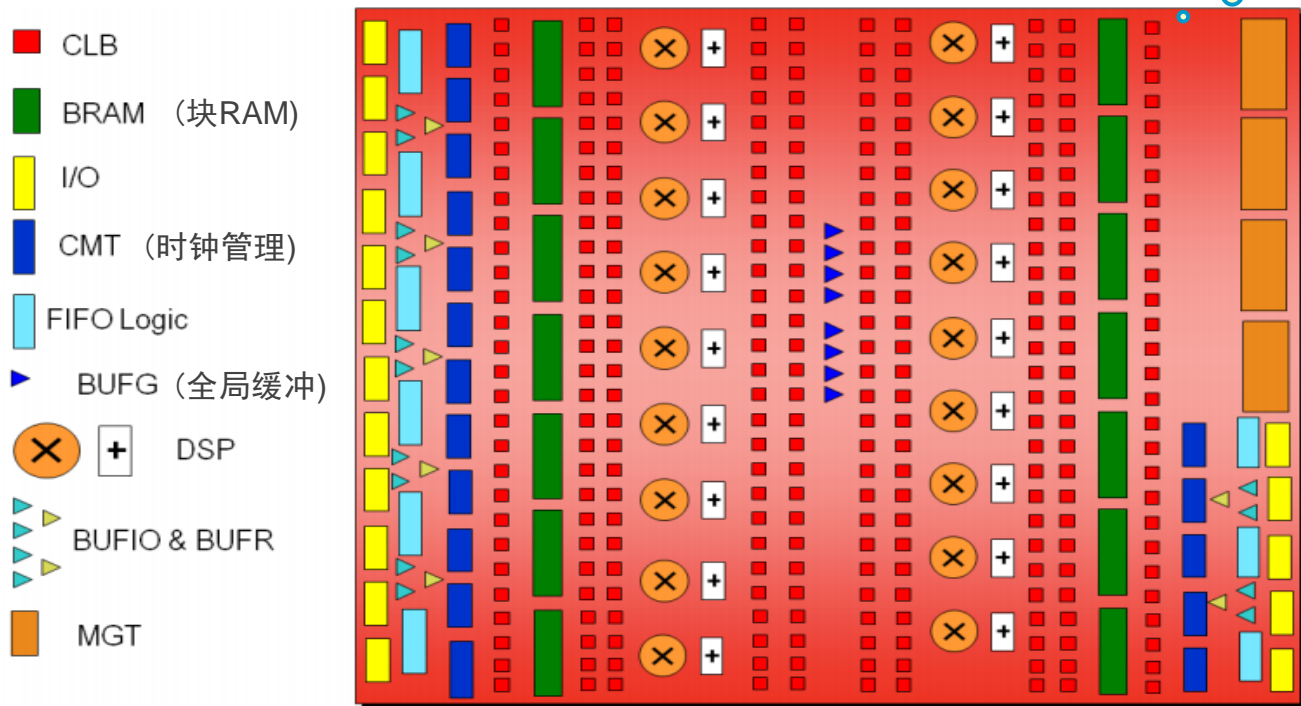 CLB
BRAM （块RAM)
I/O
CMT （时钟管理)
FIFO Logic
BUFG（全局缓冲)
DSP
BUFIO & BUFR
MGT